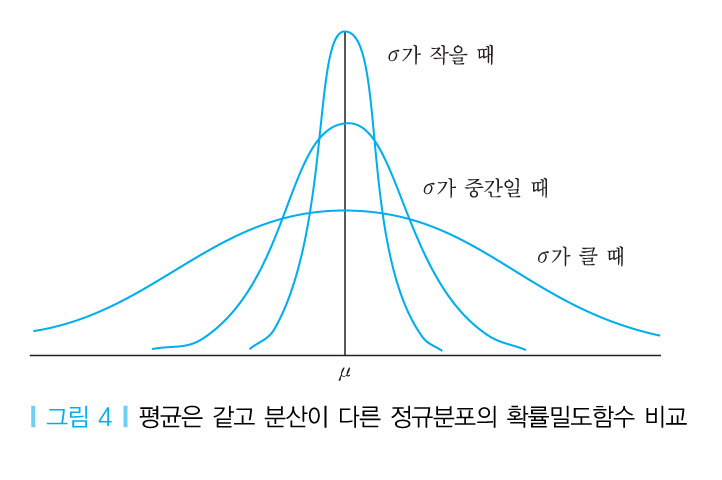 σ가 작을 때
σ가 중간일 때
σ가 클 때
μ
그림 4 평균은 같고 분산이 다른 정규분포의 확률밀도함수 비교